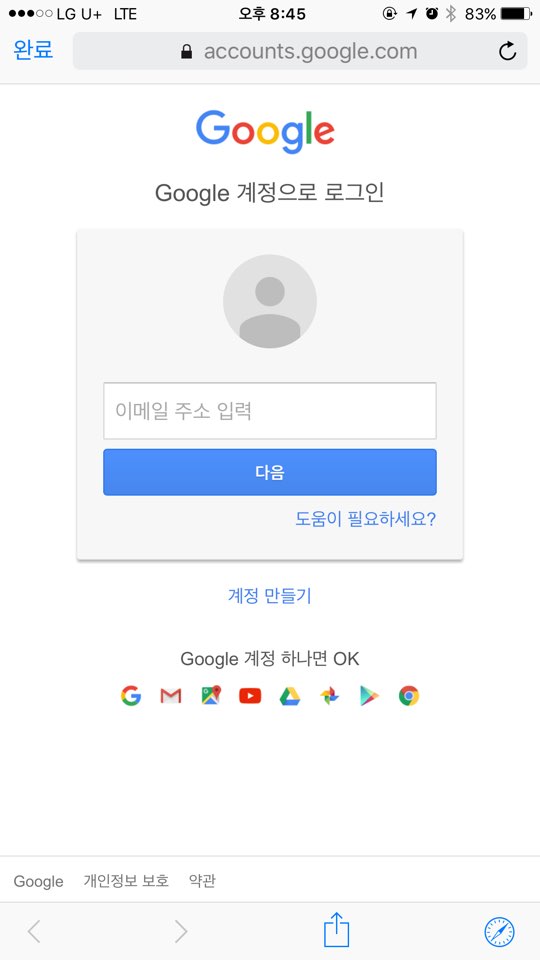 LG U+ LTE 오후 8:45 83%
완료 accounts.google.com
Google
Google 계정으로 로그인
이메일 주소 입력
다음
도움이 필요하세요?
계정 만들기
Google 계정 하나면 OK
Google 개인정보 보호 약관